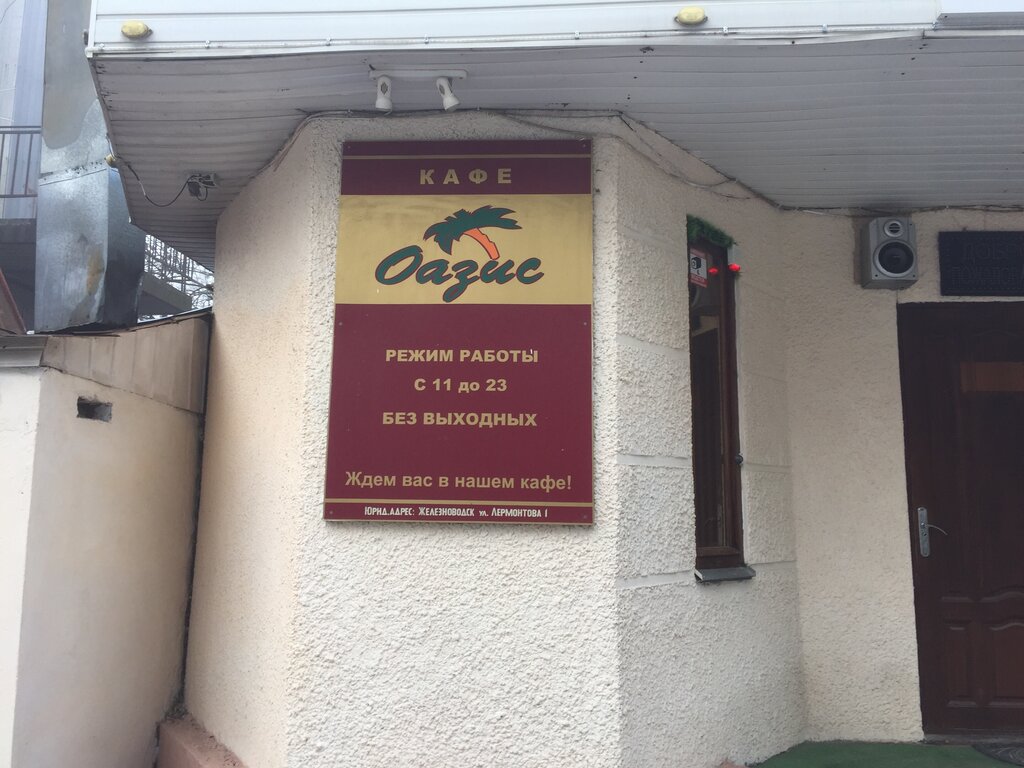 КАФЕ
Оазис
РЕЖИМ РАБОТЫ
С 11 до 23
БЕЗ ВЫХОДНЫХ
Ждем вас в нашем кафе!
Юрид.адрес: Железноводск ул. Лермонтова 1